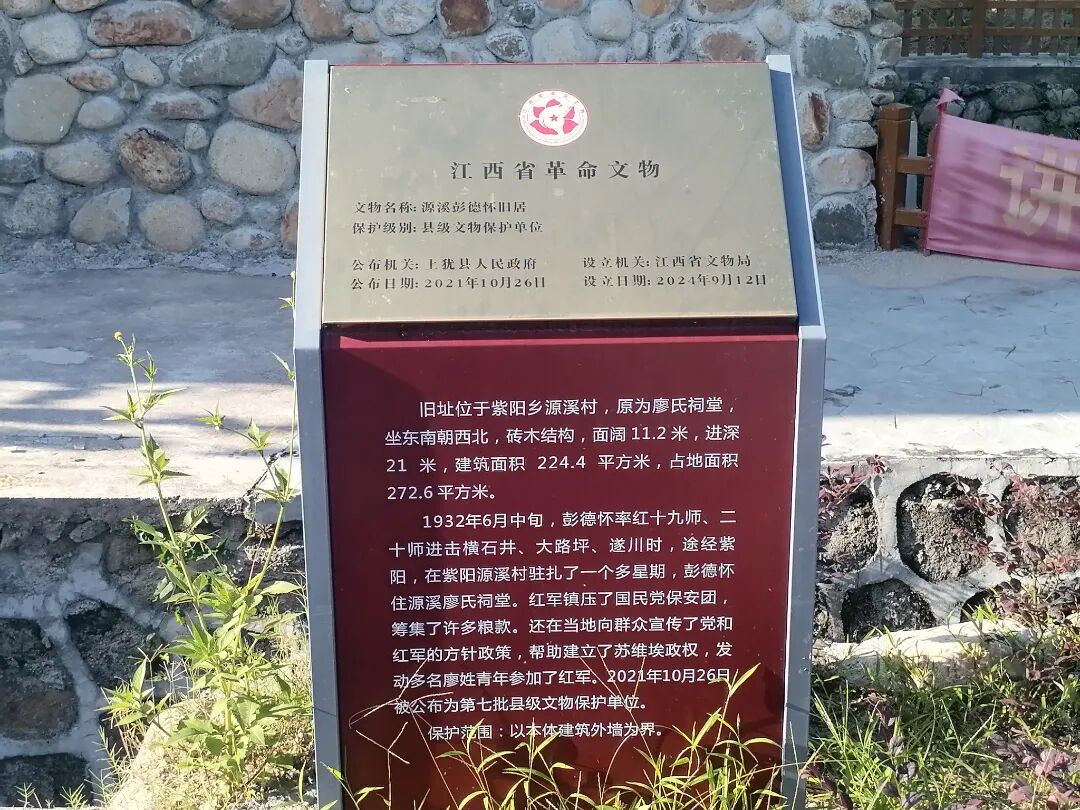 江西省革命文物
文物名称: 源溪彭德怀旧居
保护级别: 县级文物保护单位
公布机关: 上犹县人民政府 设立机关: 江西省文物局
公布日期: 2021年10月26日 设立日期: 2024年9月12日
旧址位于紫阳乡源溪村，原为廖氏祠堂，
坐东南朝西北，砖木结构，面阔 11.2 米，进深
21 米，建筑面积 224.4 平方米，占地面积
272.6 平方米。
1932年6月中旬，彭德怀率红十九师、二
十师进击横石井、大路坪、遂川时，途经紫
阳，在紫阳源溪村驻扎了一个多星期，彭德怀
住源溪廖氏祠堂。红军镇压了国民党保安团，
筹集了许多粮款。还在当地向群众宣传了党和
红军的方针政策，帮助建立了苏维埃政权，发
动多名廖姓青年参加了红军。2021年10月26日
被公布为第七批县级文物保护单位。
保护范围：以本体建筑外墙为界。
讲